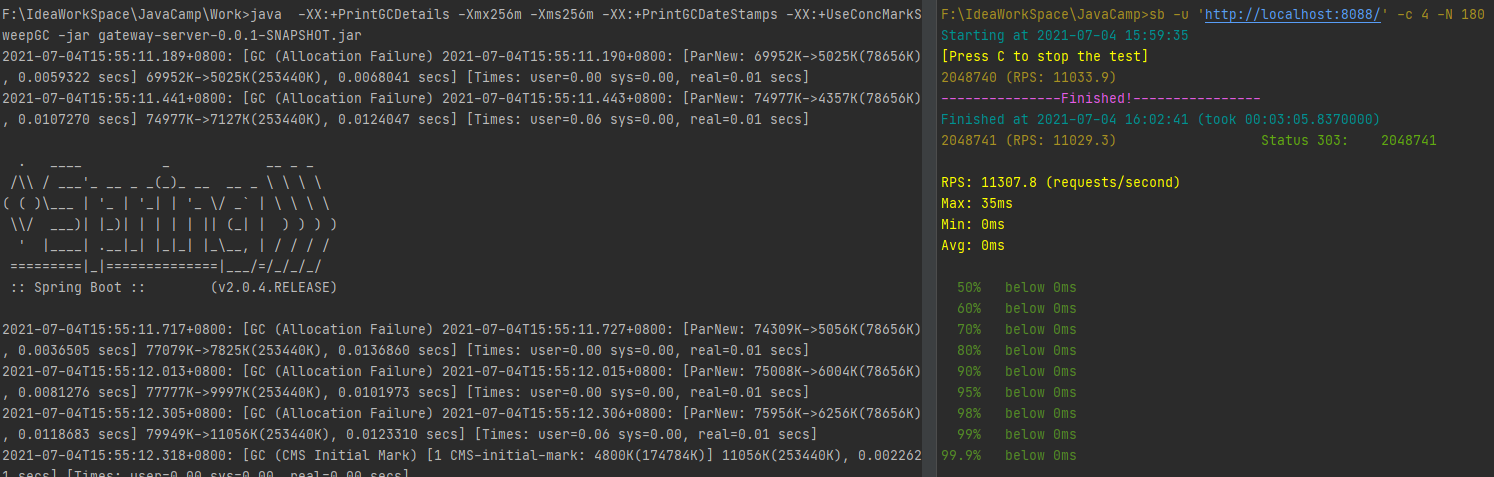 F:\IdeaWorkSpace\JavaCamp\Work>java  -XX:+PrintGCDetails -Xmx256m -Xms256m -XX:+PrintGCDateStamps -XX:+UseConcMarkS
weepGC -jar gateway-server-0.0.1-SNAPSHOT.jar
2021-07-04T15:55:11.189+0800: [GC (Allocation Failure) 2021-07-04T15:55:11.190+0800: [ParNew: 69952K->5025K(78656K)
, 0.0059322 secs] 69952K->5025K(253440K), 0.0068041 secs] [Times: user=0.00 sys=0.00, real=0.01 secs]
2021-07-04T15:55:11.441+0800: [GC (Allocation Failure) 2021-07-04T15:55:11.443+0800: [ParNew: 74977K->4357K(78656K)
, 0.0107270 secs] 74977K->7127K(253440K), 0.0124047 secs] [Times: user=0.06 sys=0.00, real=0.01 secs]
  .   ____          _            __ _ _
 /\\ / ___'_ __ _ _(_)_ __  __ _ \ \ \ \
( ( )\___ | '_ | '_| | '_ \/ _` | \ \ \ \
 \\/  ___)| |_)| | | | | || (_| |  ) ) ) )
  '  |____| .__|_| |_|_| |_\__, | / / / /
 =========|_|==============|___/=/_/_/_/
 :: Spring Boot ::        (v2.0.4.RELEASE)
2021-07-04T15:55:11.717+0800: [GC (Allocation Failure) 2021-07-04T15:55:11.727+0800: [ParNew: 74309K->5056K(78656K)
, 0.0036505 secs] 77079K->7825K(253440K), 0.0136860 secs] [Times: user=0.00 sys=0.00, real=0.01 secs]
2021-07-04T15:55:12.013+0800: [GC (Allocation Failure) 2021-07-04T15:55:12.015+0800: [ParNew: 75008K->6004K(78656K)
, 0.0081276 secs] 77777K->9997K(253440K), 0.0101973 secs] [Times: user=0.00 sys=0.00, real=0.01 secs]
2021-07-04T15:55:12.305+0800: [GC (Allocation Failure) 2021-07-04T15:55:12.306+0800: [ParNew: 75956K->6256K(78656K)
, 0.0118683 secs] 79949K->11056K(253440K), 0.0123310 secs] [Times: user=0.06 sys=0.00, real=0.01 secs]
2021-07-04T15:55:12.318+0800: [GC (CMS Initial Mark) [1 CMS-initial-mark: 4800K(174784K)] 11056K(253440K), 0.002262
1 secs] [Times: user=0.00 sys=0.00, real=0.00 secs]
F:\IdeaWorkSpace\JavaCamp>sb -u 'http://localhost:8088/' -c 4 -N 180
Starting at 2021-07-04 15:59:35
[Press C to stop the test]
2048740 (RPS: 11033.9)
---------------Finished!----------------
Finished at 2021-07-04 16:02:41 (took 00:03:05.8370000)
2048741 (RPS: 11029.3)                  Status 303:    2048741
RPS: 11307.8 (requests/second)
Max: 35ms
Min: 0ms
Avg: 0ms
  50%   below 0ms
  60%   below 0ms
  70%   below 0ms
  80%   below 0ms
  90%   below 0ms
  95%   below 0ms
  98%   below 0ms
  99%   below 0ms
99.9%   below 0ms